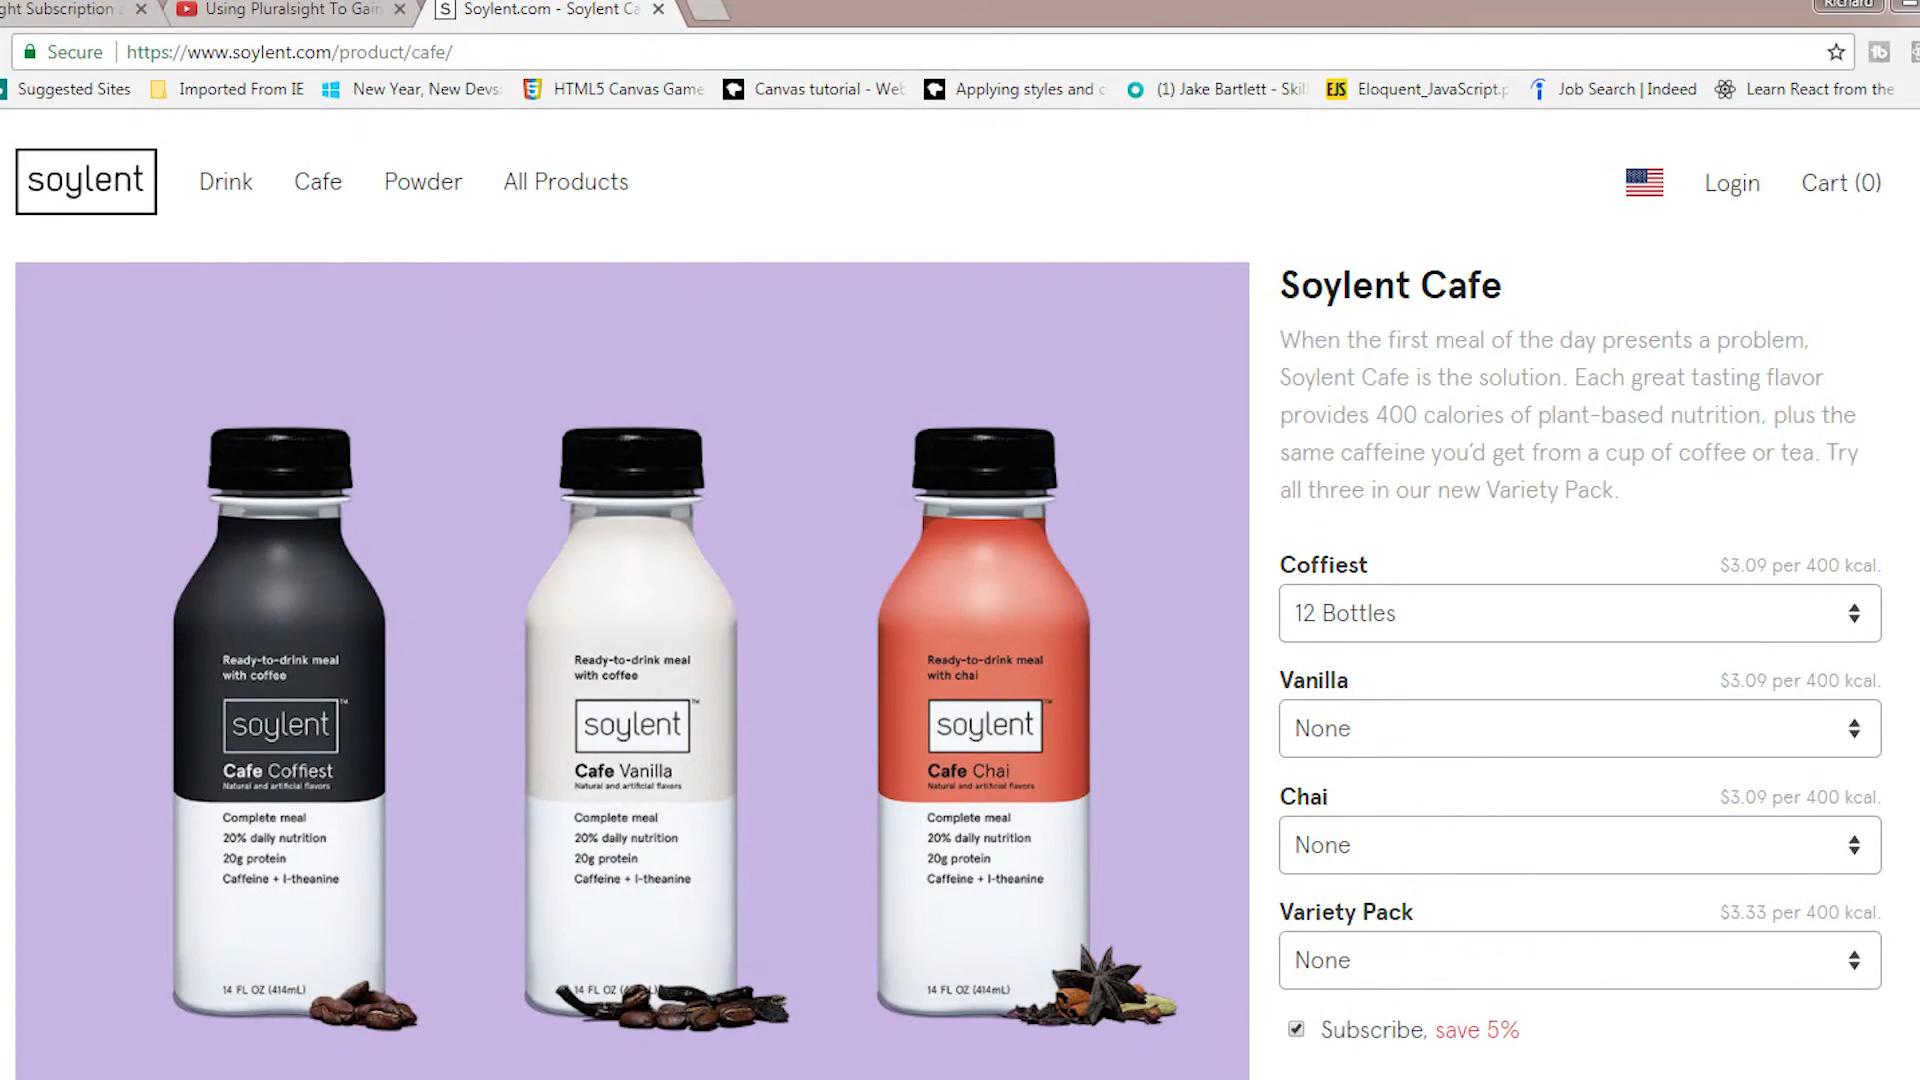 ght Subscription
Using Pluralsight To Gain
S Soylent.com - Soylent Ca
Richard
Secure https://www.soylent.com/product/cafe/
Suggested Sites
Imported From IE
New Year, New Devs
HTML5 Canvas Game
Canvas tutorial - Web
Applying styles and c
(1) Jake Bartlett - Skil
EJS Eloquent_JavaScript.p
Job Search | Indeed
Learn React from the
soylent
Drink
Cafe
Powder
All Products
Login
Cart (0)
Soylent Cafe
When the first meal of the day presents a problem,
Soylent Cafe is the solution. Each great tasting flavor
provides 400 calories of plant-based nutrition, plus the
same caffeine you'd get from a cup of coffee or tea. Try
all three in our new Variety Pack.
Coffiest $3.09 per 400 kcal.
12 Bottles
Vanilla $3.09 per 400 kcal.
None
Chai $3.09 per 400 kcal.
None
Variety Pack $3.33 per 400 kcal.
None
Subscribe, save 5%
Ready-to-drink meal
with coffee
soylent™
Cafe Coffiest
Natural and artificial flavors
Complete meal
20% daily nutrition
20g protein
Caffeine + l-theanine
14 FL OZ (414mL)
Ready-to-drink meal
with coffee
soylent™
Cafe Vanilla
Natural and artificial flavors
Complete meal
20% daily nutrition
20g protein
Caffeine + l-theanine
14 FL OZ
Ready-to-drink meal
with chai
soylent™
Cafe Chai
Natural and artificial flavors
Complete meal
20% daily nutrition
20g protein
Caffeine + l-theanine
14 FL OZ (414mL)